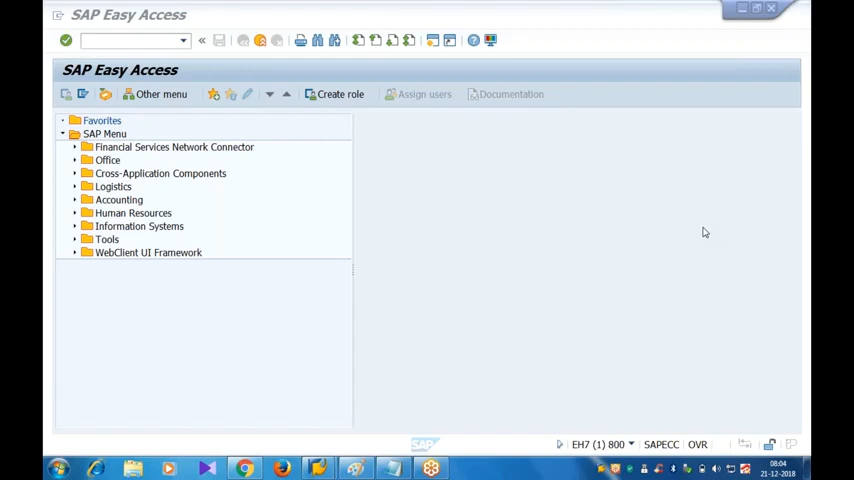 SAP Easy Access
SAP Easy Access
Other menu
Create role
Assign users
Documentation
Favorites
SAP Menu
Financial Services Network Connector
Office
Cross-Application Components
Logistics
Accounting
Human Resources
Information Systems
Tools
WebClient UI Framework
SAP
EH7 (1) 800
SAPECC
OVR
08:04
21-12-2018